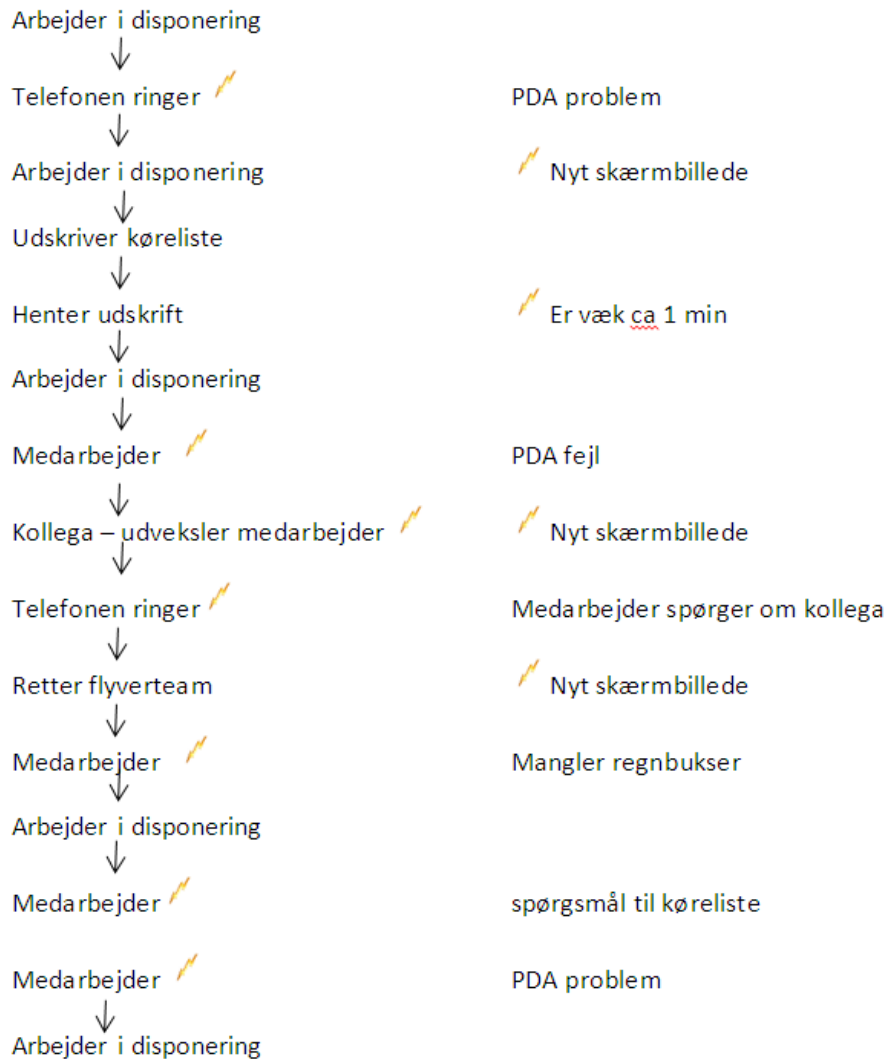 Arbejder i disponering
Telefonen ringer PDA problem
Arbejder i disponering Nyt skærmbillede
Udskriver køreliste
Henter udskrift Er væk ca 1 min
Arbejder i disponering
Medarbejder PDA fejl
Kollega – udveksler medarbejder Nyt skærmbillede
Telefonen ringer Medarbejder spørger om kollega
Retter flyverteam Nyt skærmbillede
Medarbejder Mangler regnbukser
Arbejder i disponering
Medarbejder spørgsmål til køreliste
Medarbejder PDA problem
Arbejder i disponering